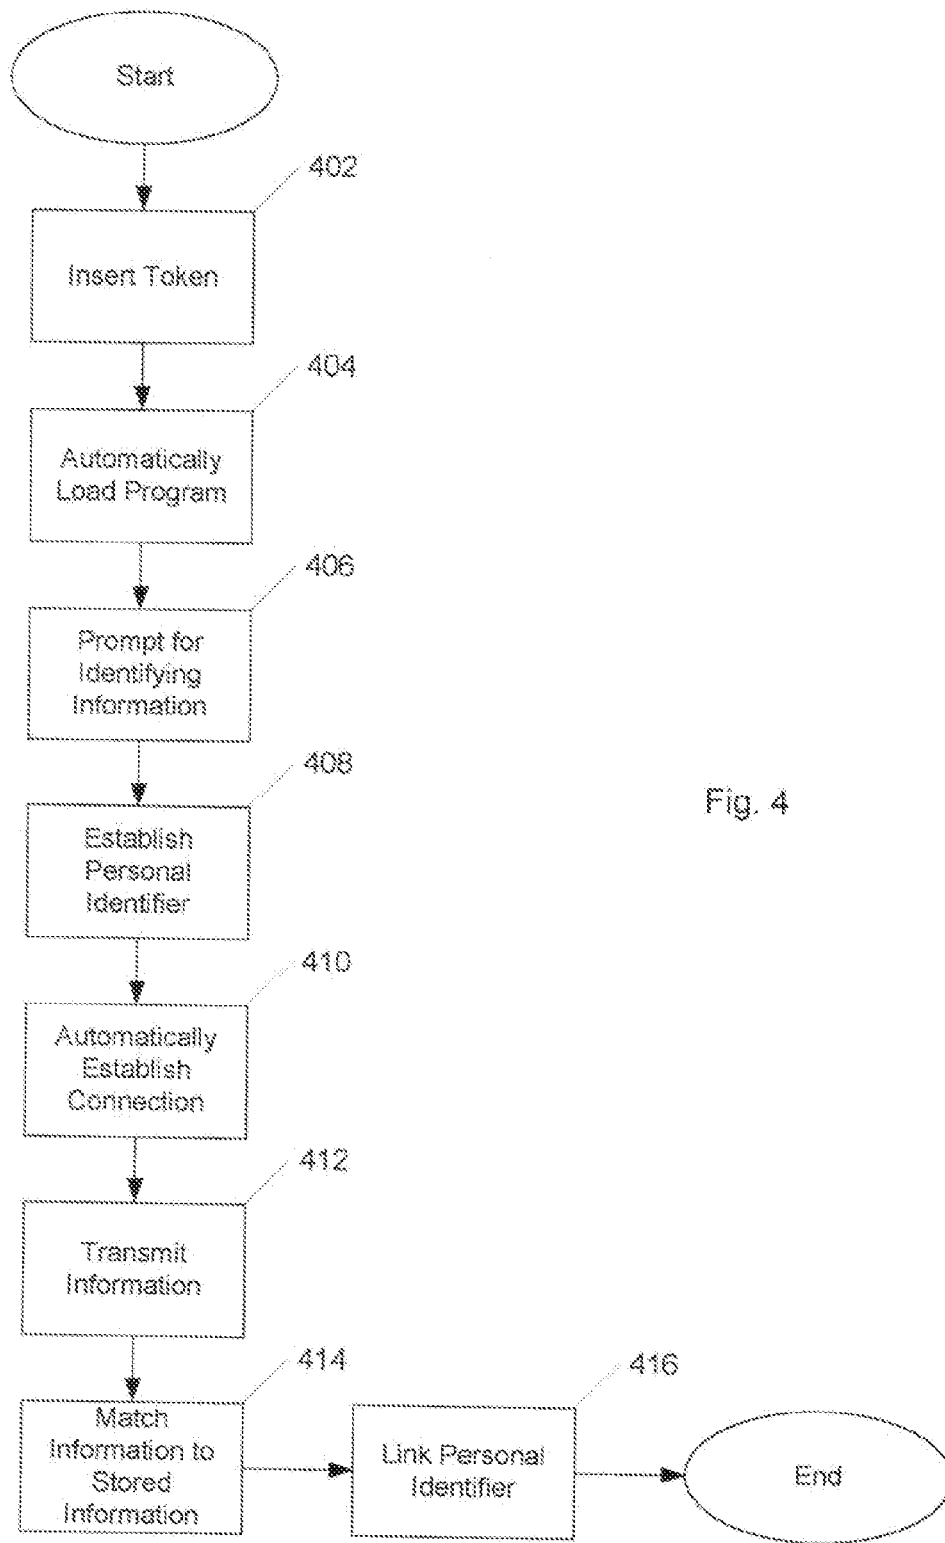 Start
402
Insert Token
404
Automatically
Load Program
406
Prompt for
Identifying
Information
408
Establish
Personal
Identifier
Fig. 4
410
Automatically
Establish
Connection
412
Transmit
Information
414
Match
Information to
Stored
Information
416
Link Personal
Identifier
End